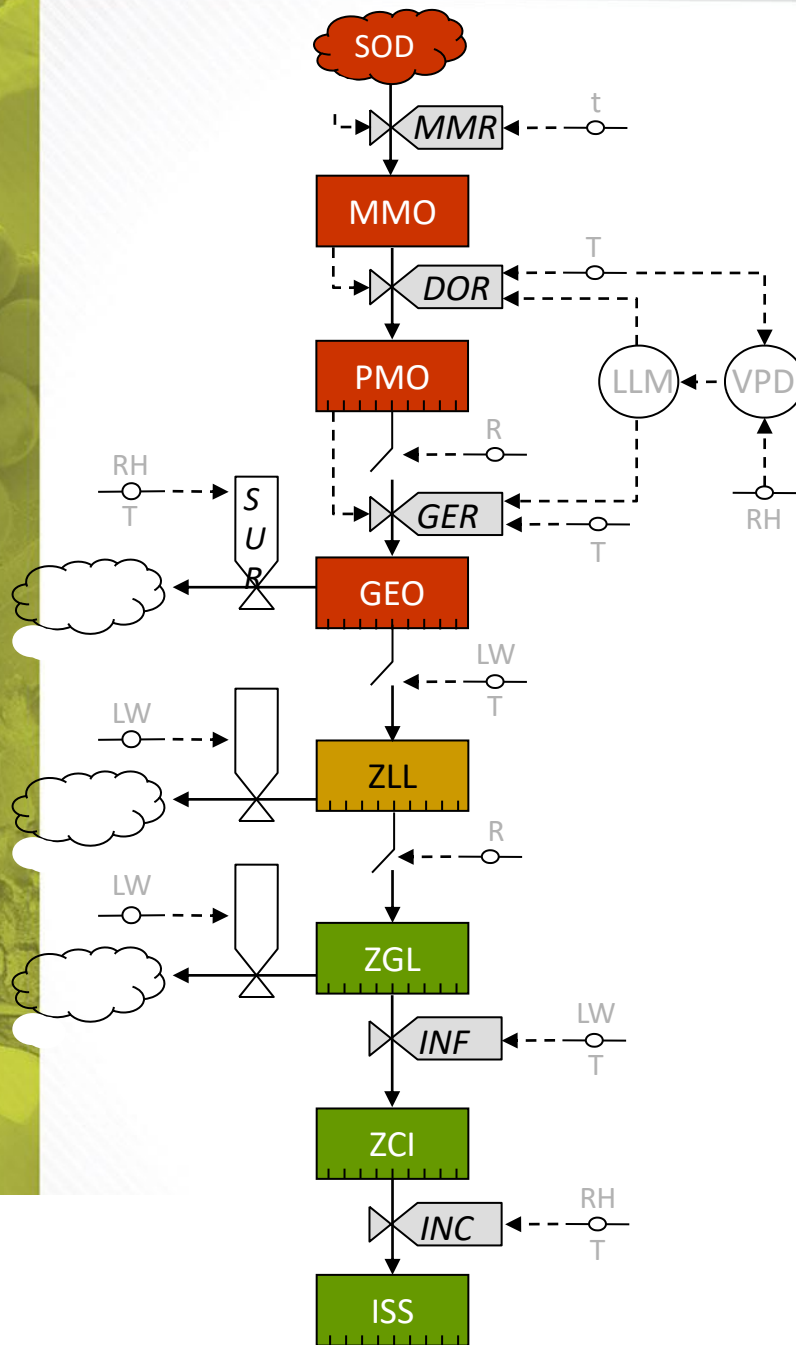 SOD
t
MMR
MMO
T
DOR
PMO
LLM
VPD
R
RH
T
S
U
R
GER
T
RH
GEO
LW
T
LW
ZLL
R
LW
ZGL
LW
INF
T
ZCI
RH
INC
T
ISS